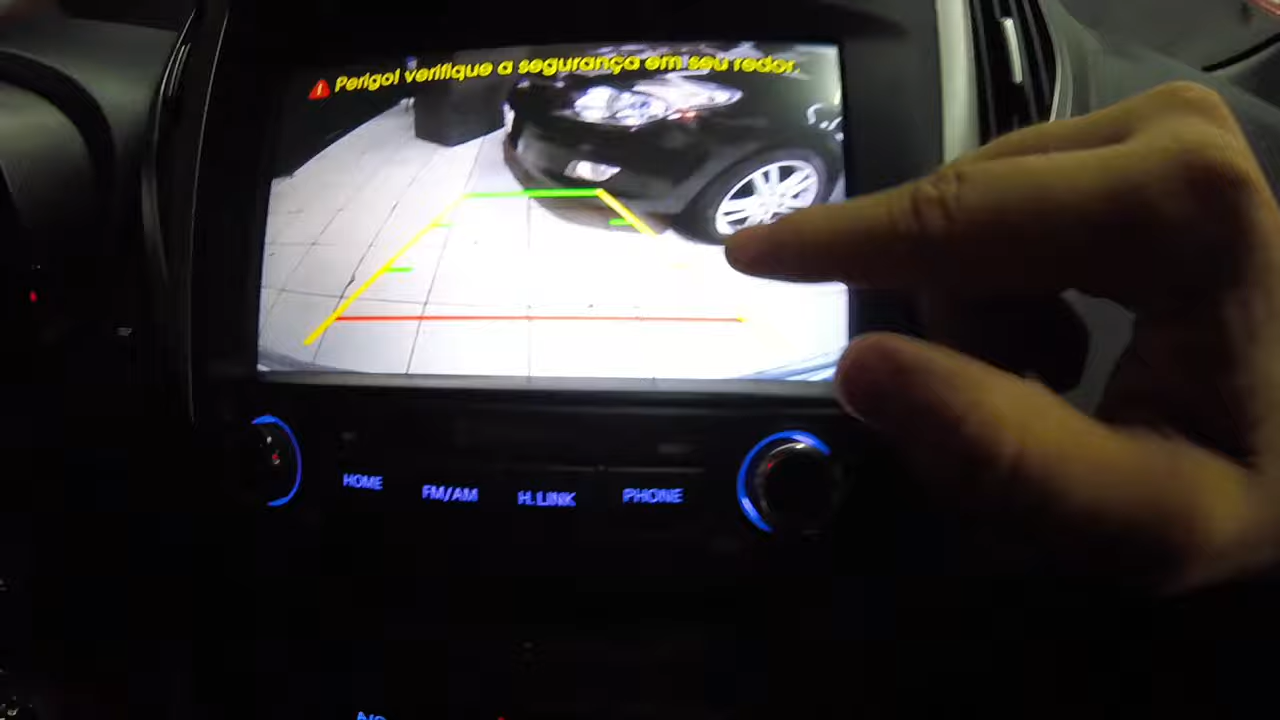 Perigo! verifique a segurança em seu redor.
HOME
FM/AM
H.LINK
PHONE